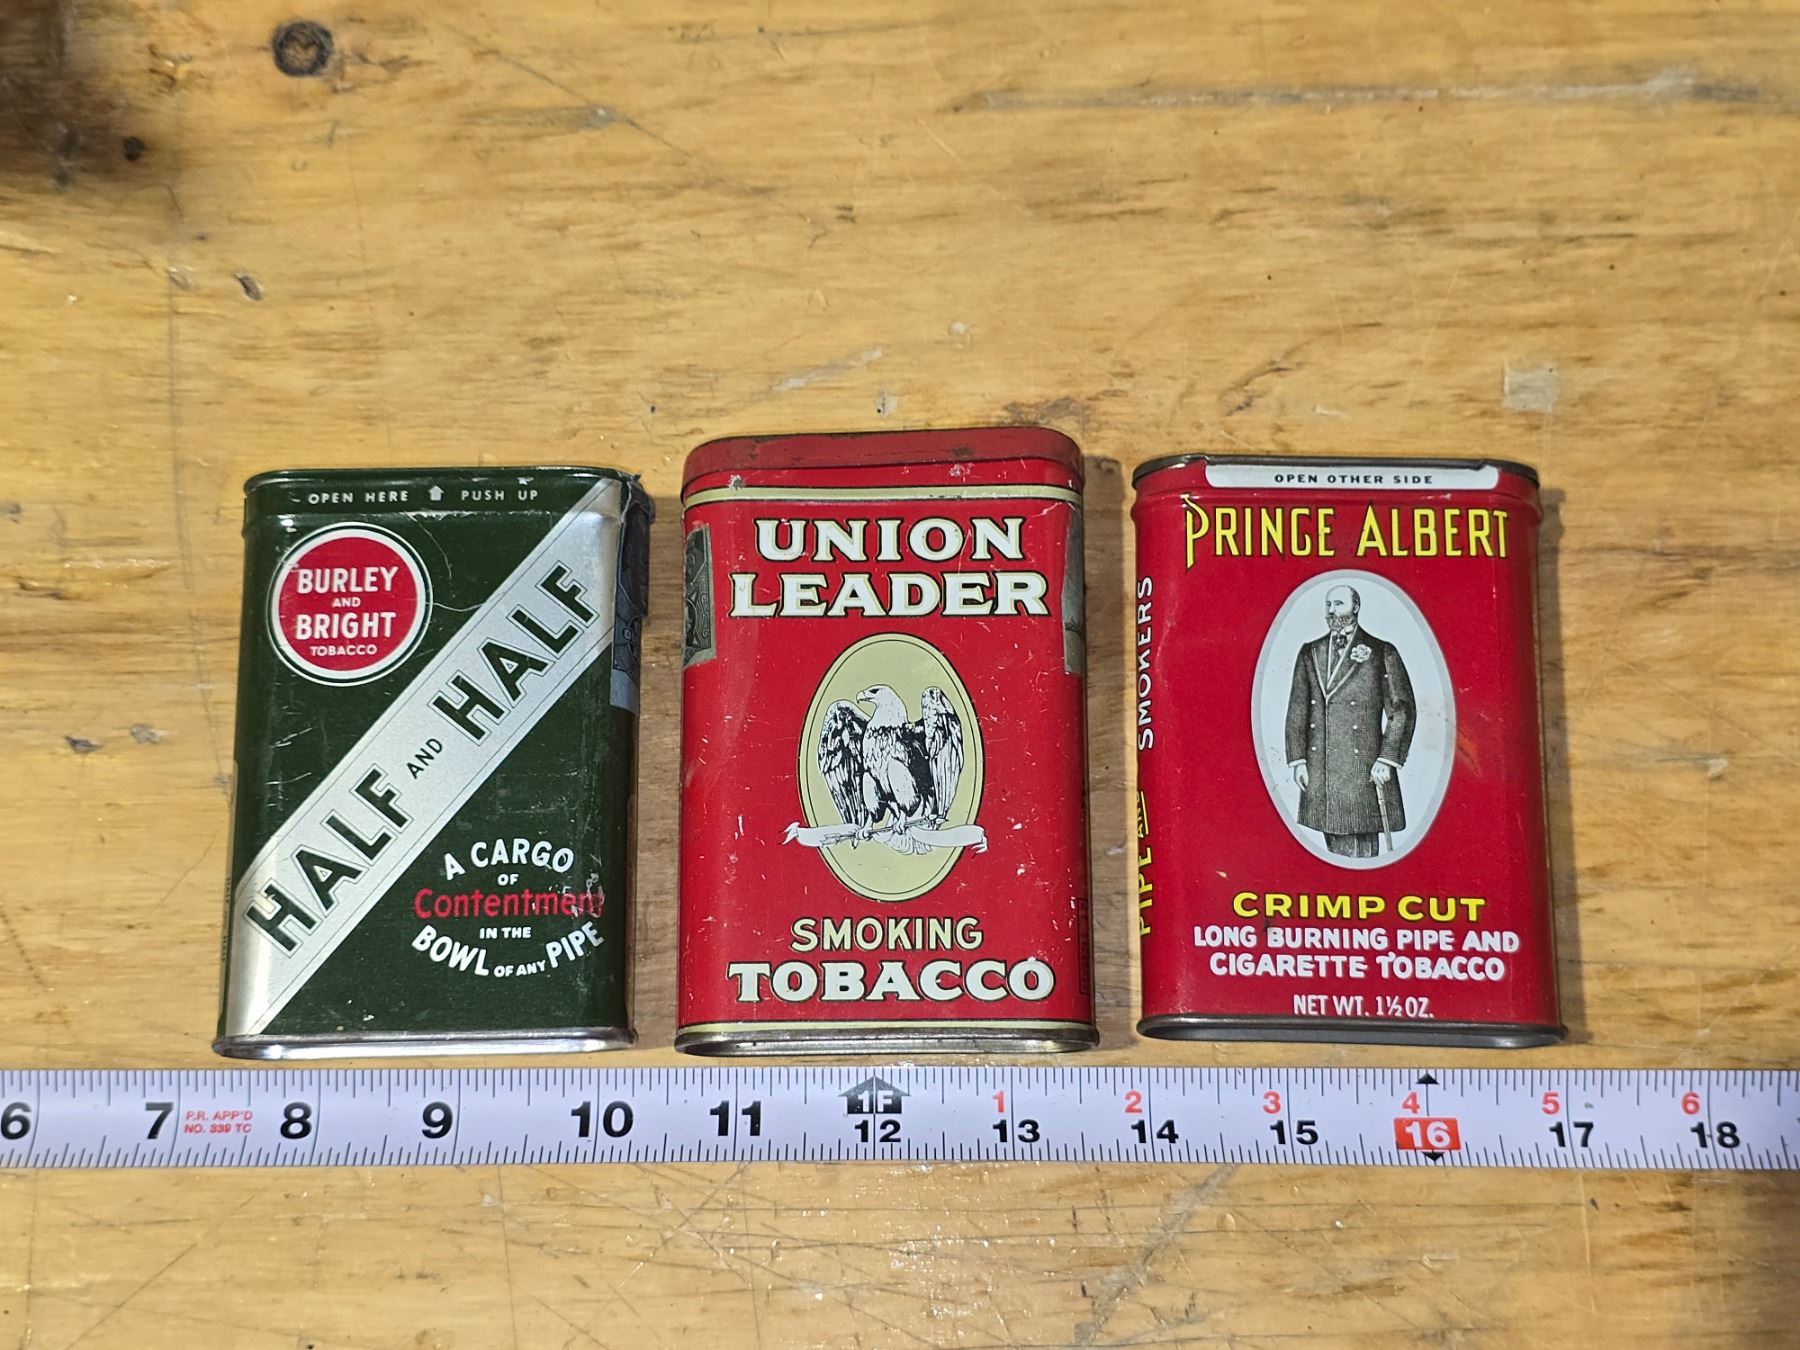 OPEN HERE PUSH UP
BURLEY
AND
BRIGHT
TOBACCO
HALF AND HALF
A CARGO
OF
Contentment
IN THE
BOWL OF ANY PIPE
UNION
LEADER
SMOKING
TOBACCO
OPEN OTHER SIDE
PRINCE ALBERT
PIPE AND SMOKERS
CRIMP CUT
LONG BURNING PIPE AND
CIGARETTE TOBACCO
NET WT. 1½ OZ.
1F 1 2 3 4 5 6
6 7 P.R. APP'D 8 9 10 11 12 13 14 15 16 17 18
NO. 339 TC